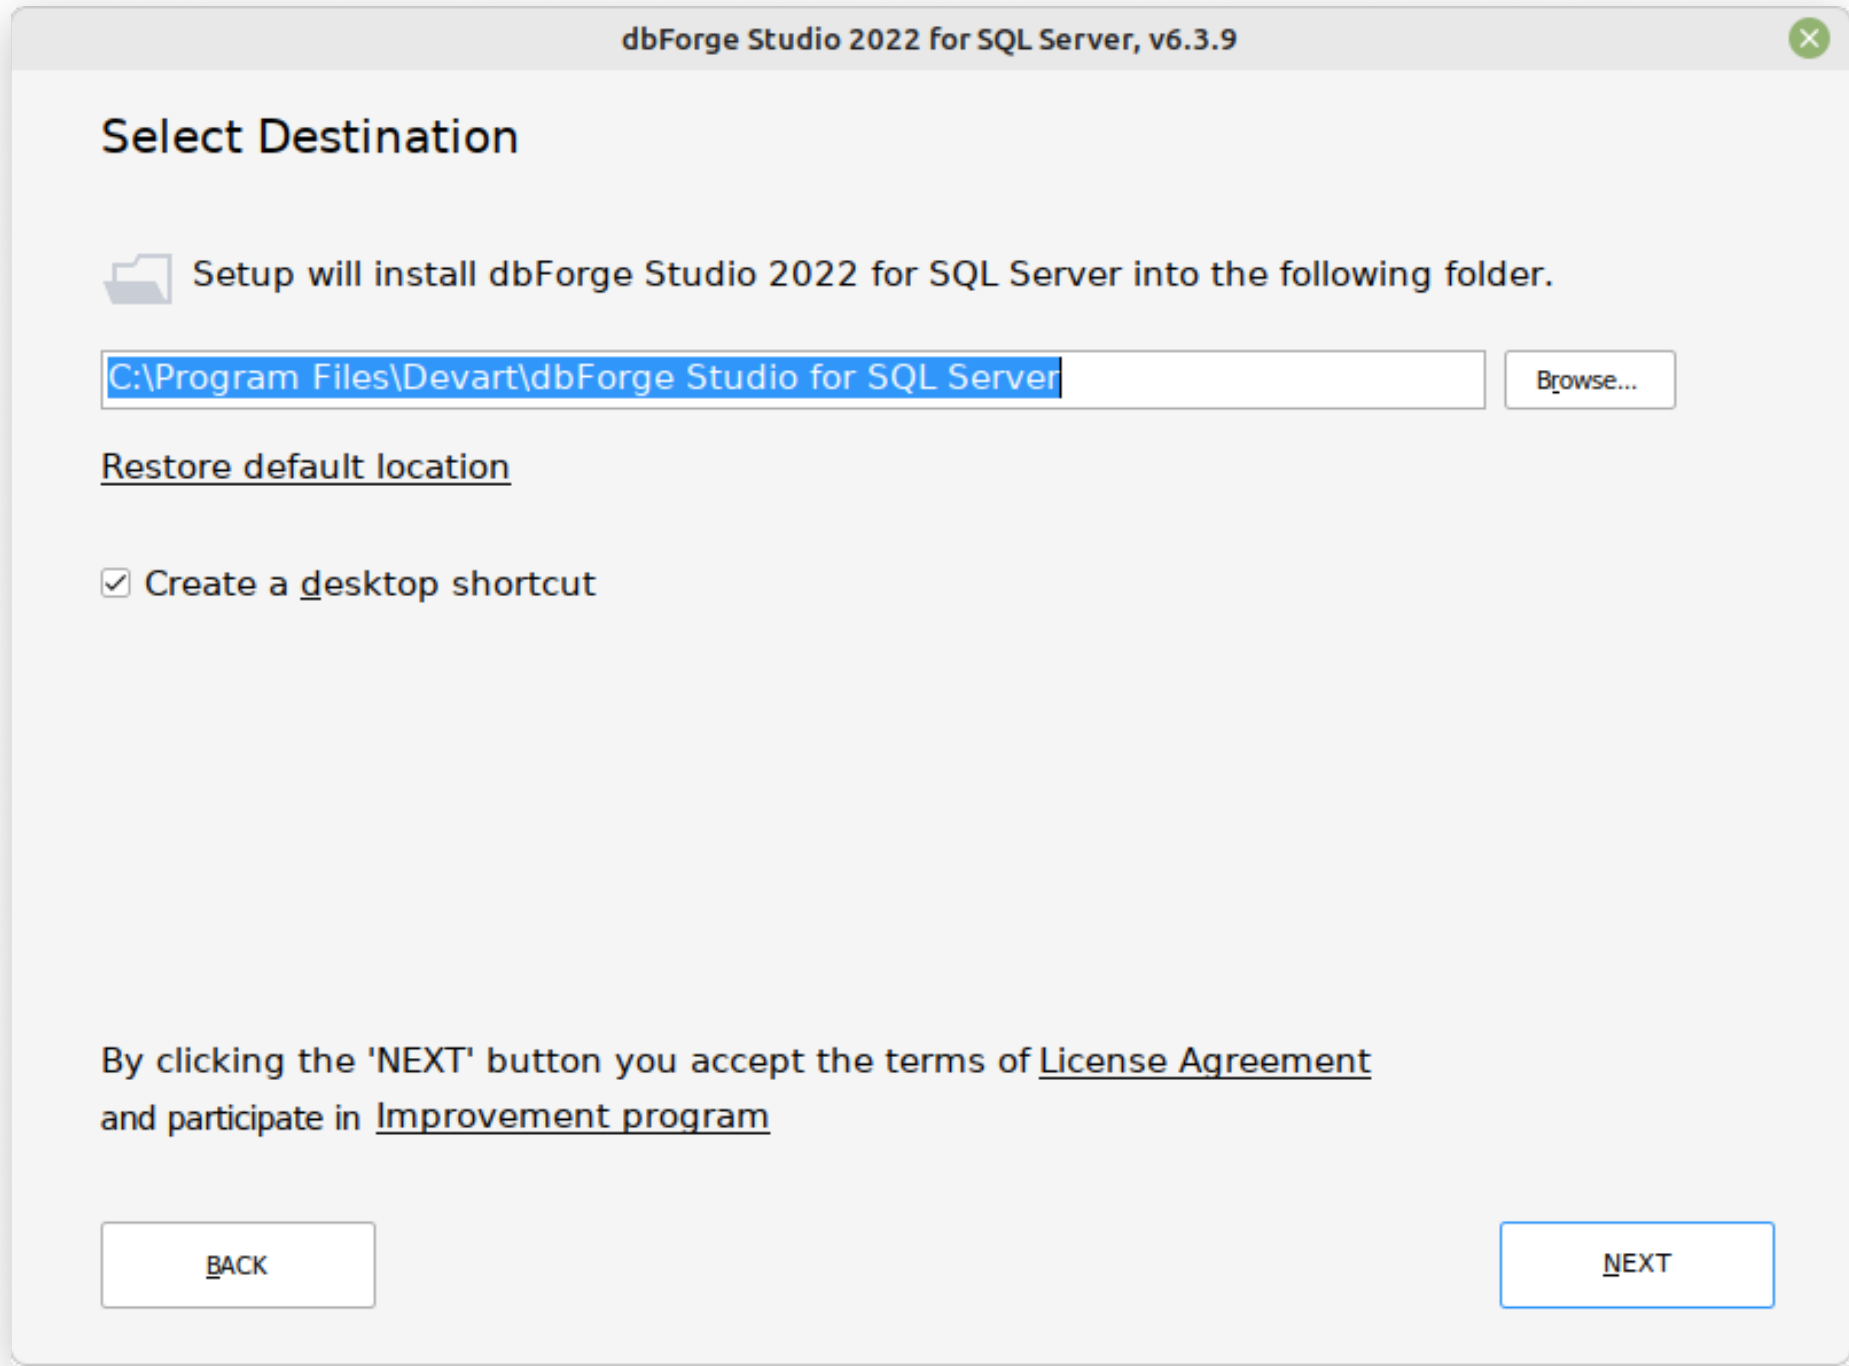 dbForge Studio 2022 for SQL Server, v6.3.9
Select Destination
Setup will install dbForge Studio 2022 for SQL Server into the following folder.
C:\Program Files\Devart\dbForge Studio for SQL Server
Browse...
Restore default location
Create a desktop shortcut
By clicking the 'NEXT' button you accept the terms of License Agreement
and participate in Improvement program
BACK
NEXT